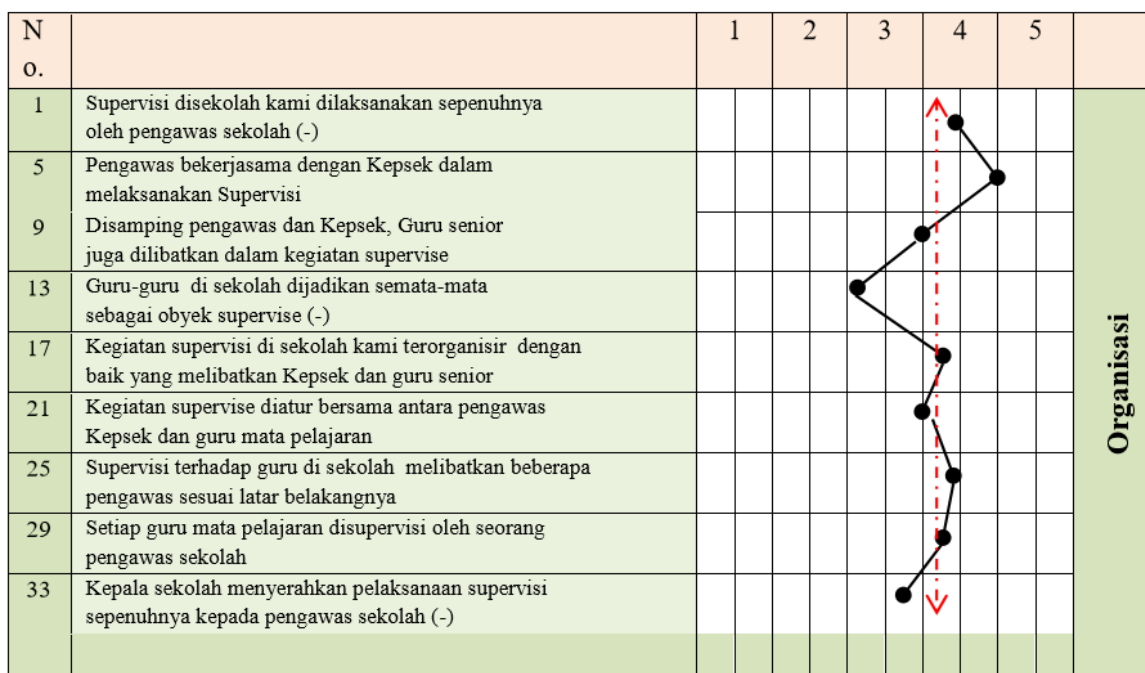 N
o.
1 2 3 4 5
1 Supervisi disekolah kami dilaksanakan sepenuhnya
oleh pengawas sekolah (-)
5 Pengawas bekerjasama dengan Kepsek dalam
melaksanakan Supervisi
9 Disamping pengawas dan Kepsek, Guru senior
juga dilibatkan dalam kegiatan supervise
13 Guru-guru di sekolah dijadikan semata-mata
sebagai obyek supervise (-)
17 Kegiatan supervisi di sekolah kami terorganisir dengan
baik yang melibatkan Kepsek dan guru senior
21 Kegiatan supervise diatur bersama antara pengawas
Kepsek dan guru mata pelajaran
25 Supervisi terhadap guru di sekolah melibatkan beberapa
pengawas sesuai latar belakangnya
29 Setiap guru mata pelajaran disupervisi oleh seorang
pengawas sekolah
33 Kepala sekolah menyerahkan pelaksanaan supervisi
sepenuhnya kepada pengawas sekolah (-)
Organisasi